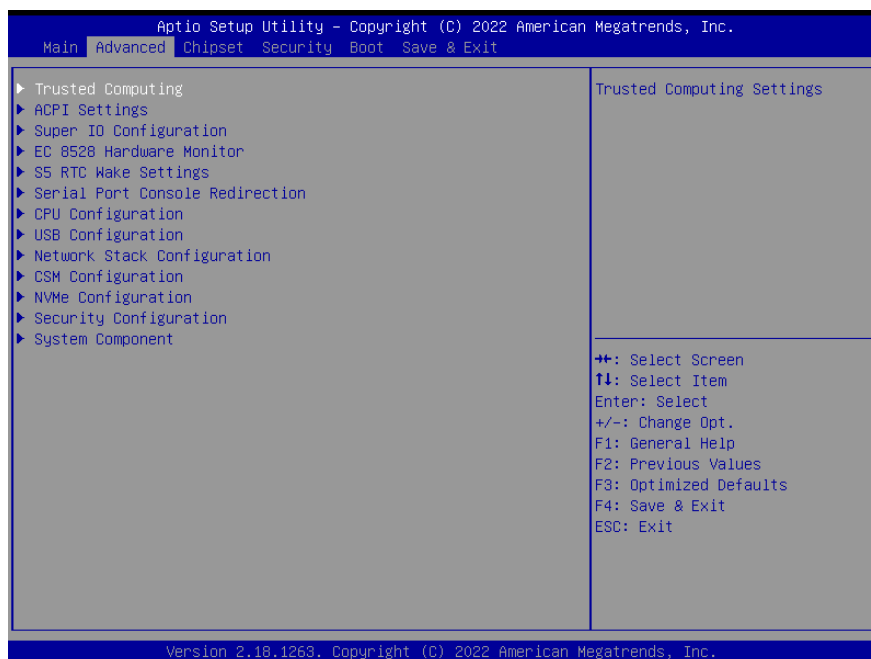 Aptio Setup Utility – Copyright (C) 2022 American Megatrends, Inc.
Main Advanced Chipset Security Boot Save & Exit
Trusted Computing
ACPI Settings
Super IO Configuration
EC 8528 Hardware Monitor
S5 RTC Wake Settings
Serial Port Console Redirection
CPU Configuration
USB Configuration
Network Stack Configuration
CSM Configuration
NVMe Configuration
Security Configuration
System Component
Trusted Computing Settings
→←: Select Screen
↑↓: Select Item
Enter: Select
+/-: Change Opt.
F1: General Help
F2: Previous Values
F3: Optimized Defaults
F4: Save & Exit
ESC: Exit
Version 2.18.1263. Copyright (C) 2022 American Megatrends, Inc.